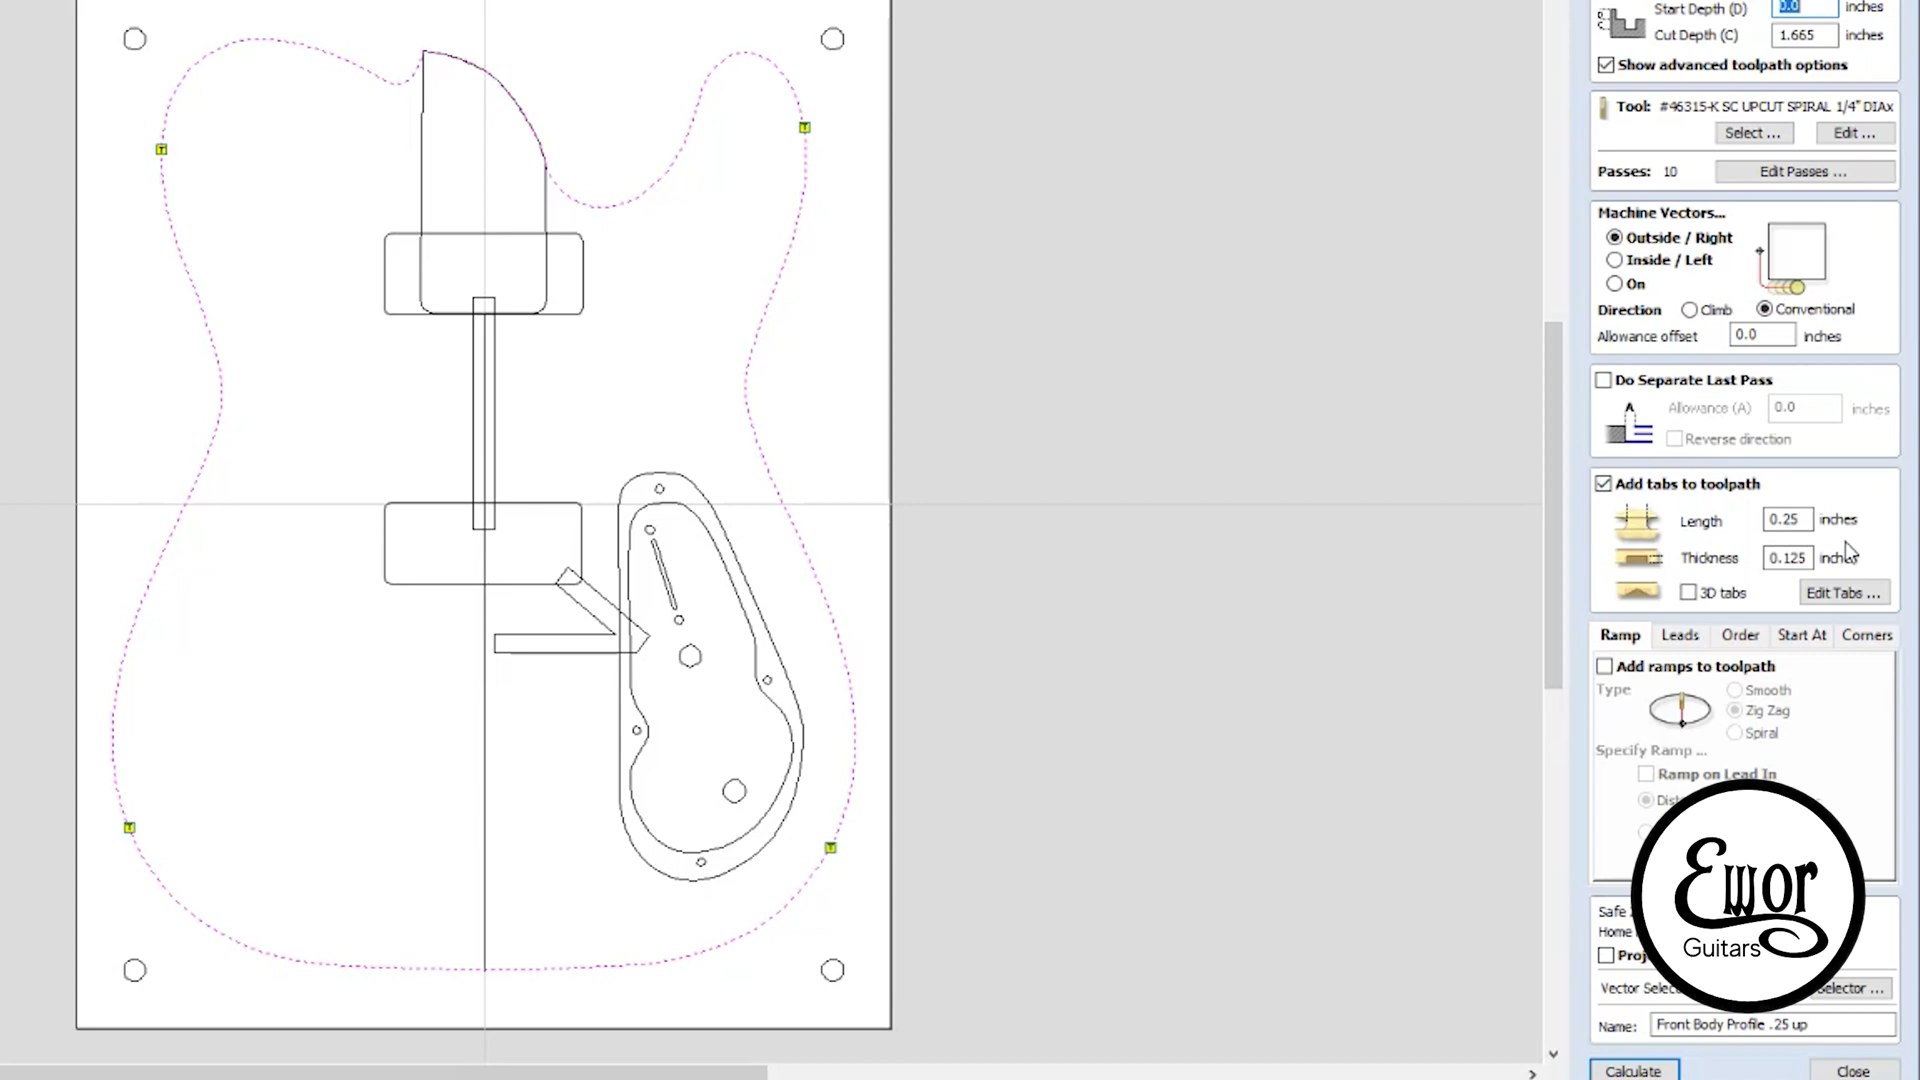 Start Depth (D) 0.0 inches
Cut Depth (C) 1.665 inches
Show advanced toolpath options
Tool: #46315-K SC UPCUT SPIRAL 1/4" DIAx
Select ... Edit ...
Passes: 10 Edit Passes ...
Machine Vectors...
Outside / Right
Inside / Left
On
Direction Climb Conventional
Allowance offset 0.0 inches
Do Separate Last Pass
A
Allowance (A) 0.0 inches
Reverse direction
Add tabs to toolpath
Length 0.25 inches
Thickness 0.125
3D tabs Edit Tabs ...
Ramp Leads Order Start At Corners
Add ramps to toolpath
Type
Smooth
Zig Zag
Spiral
Specify Ramp ...
Ramp on Lead In
T
T
T
T
Safe
Home
Vector
Name: Front Body Profile .25 up
Calculate Close
Ewor
Guitars